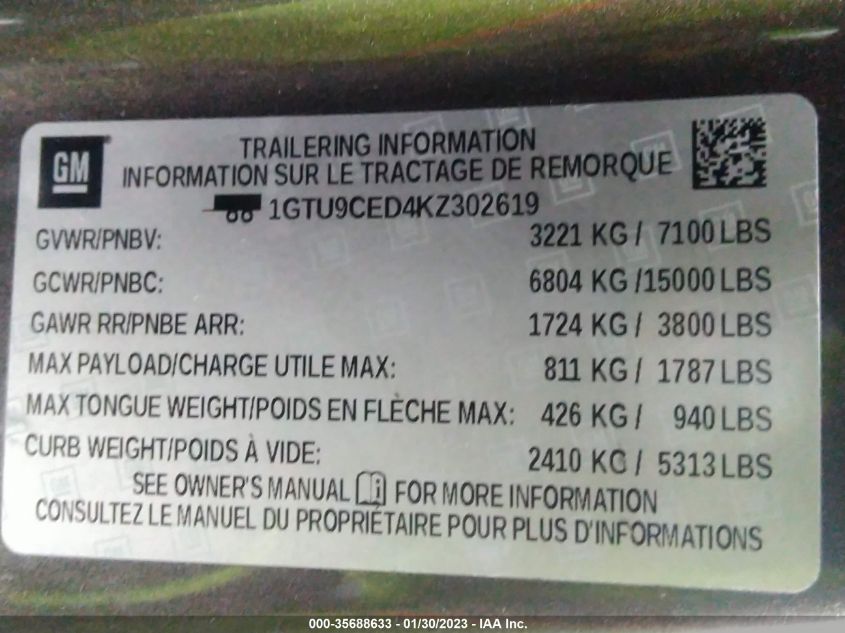 GM
TRAILERING INFORMATION
INFORMATION SUR LE TRACTAGE DE REMORQUE
1GTU9CED4KZ302619
GVWR/PNBV: 3221 KG / 7100 LBS
GCWR/PNBC: 6804 KG /15000 LBS
GAWR RR/PNBE ARR: 1724 KG / 3800 LBS
MAX PAYLOAD/CHARGE UTILE MAX: 811 KG / 1787 LBS
MAX TONGUE WEIGHT/POIDS EN FLÈCHE MAX: 426 KG / 940 LBS
CURB WEIGHT/POIDS À VIDE: 2410 KG / 5313 LBS
SEE OWNER'S MANUAL FOR MORE INFORMATION
CONSULTEZ LE MANUEL DU PROPRIÉTAIRE POUR PLUS D'INFORMATIONS
000-35688633 - 01/30/2023 - IAA Inc.